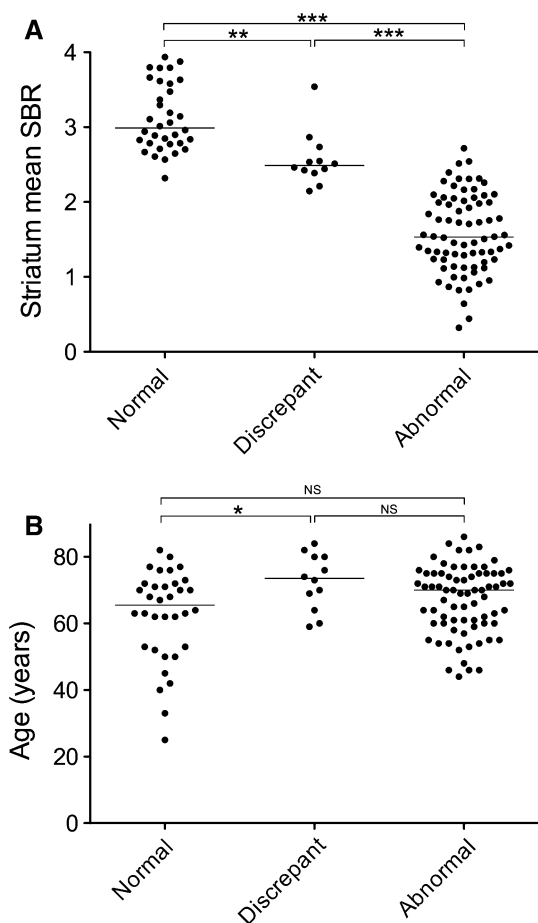 A
***
** ***
Striatum mean SBR
4
3
2
1
0
Normal
Discrepant
Abnormal
B
NS
* NS
Age (years)
80
60
40
20
0
Normal
Discrepant
Abnormal